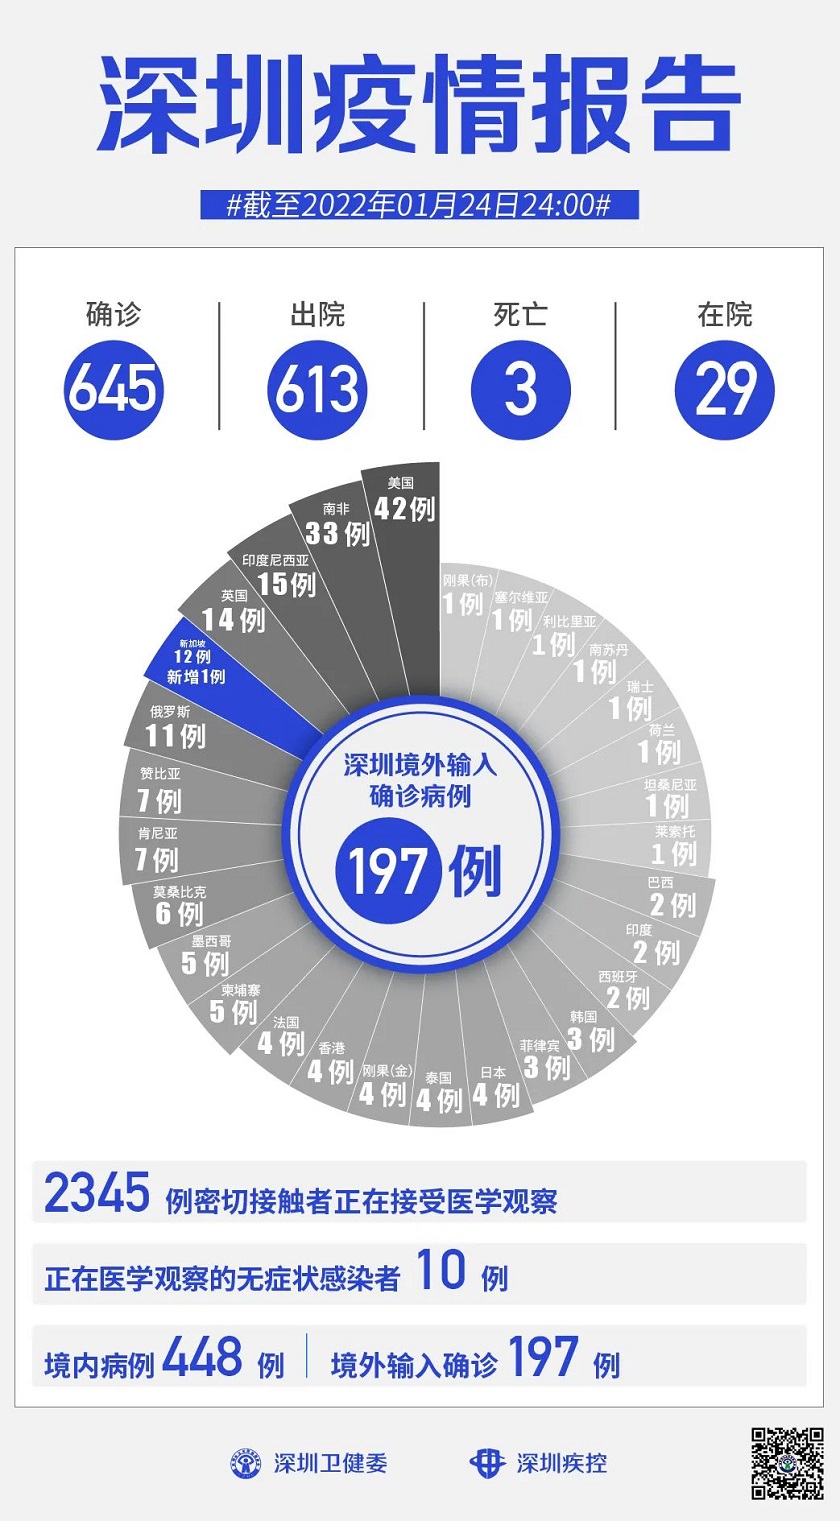 深圳疫情报告
#截至2022年01月24日24:00#
确诊
645
出院
613
死亡
3
在院
29
美国
42例
南非
33例
印度尼西亚
15例
英国
14例
新加坡
12例
新增1例
俄罗斯
11例
赞比亚
7例
肯尼亚
7例
莫桑比克
6例
墨西哥
5例
柬埔寨
5例
法国
4例
香港
4例
刚果(金)
4例
泰国
4例
日本
4例
菲律宾
3例
韩国
3例
西班牙
2例
印度
2例
巴西
2例
莱索托
1例
坦桑尼亚
1例
荷兰
1例
瑞士
1例
南苏丹
1例
利比里亚
1例
塞尔维亚
1例
刚果(布)
1例
深圳境外输入
确诊病例
197例
2345 例密切接触者正在接受医学观察
正在医学观察的无症状感染者 10 例
境内病例 448 例
境外输入确诊 197 例
深圳卫健委
深圳疾控